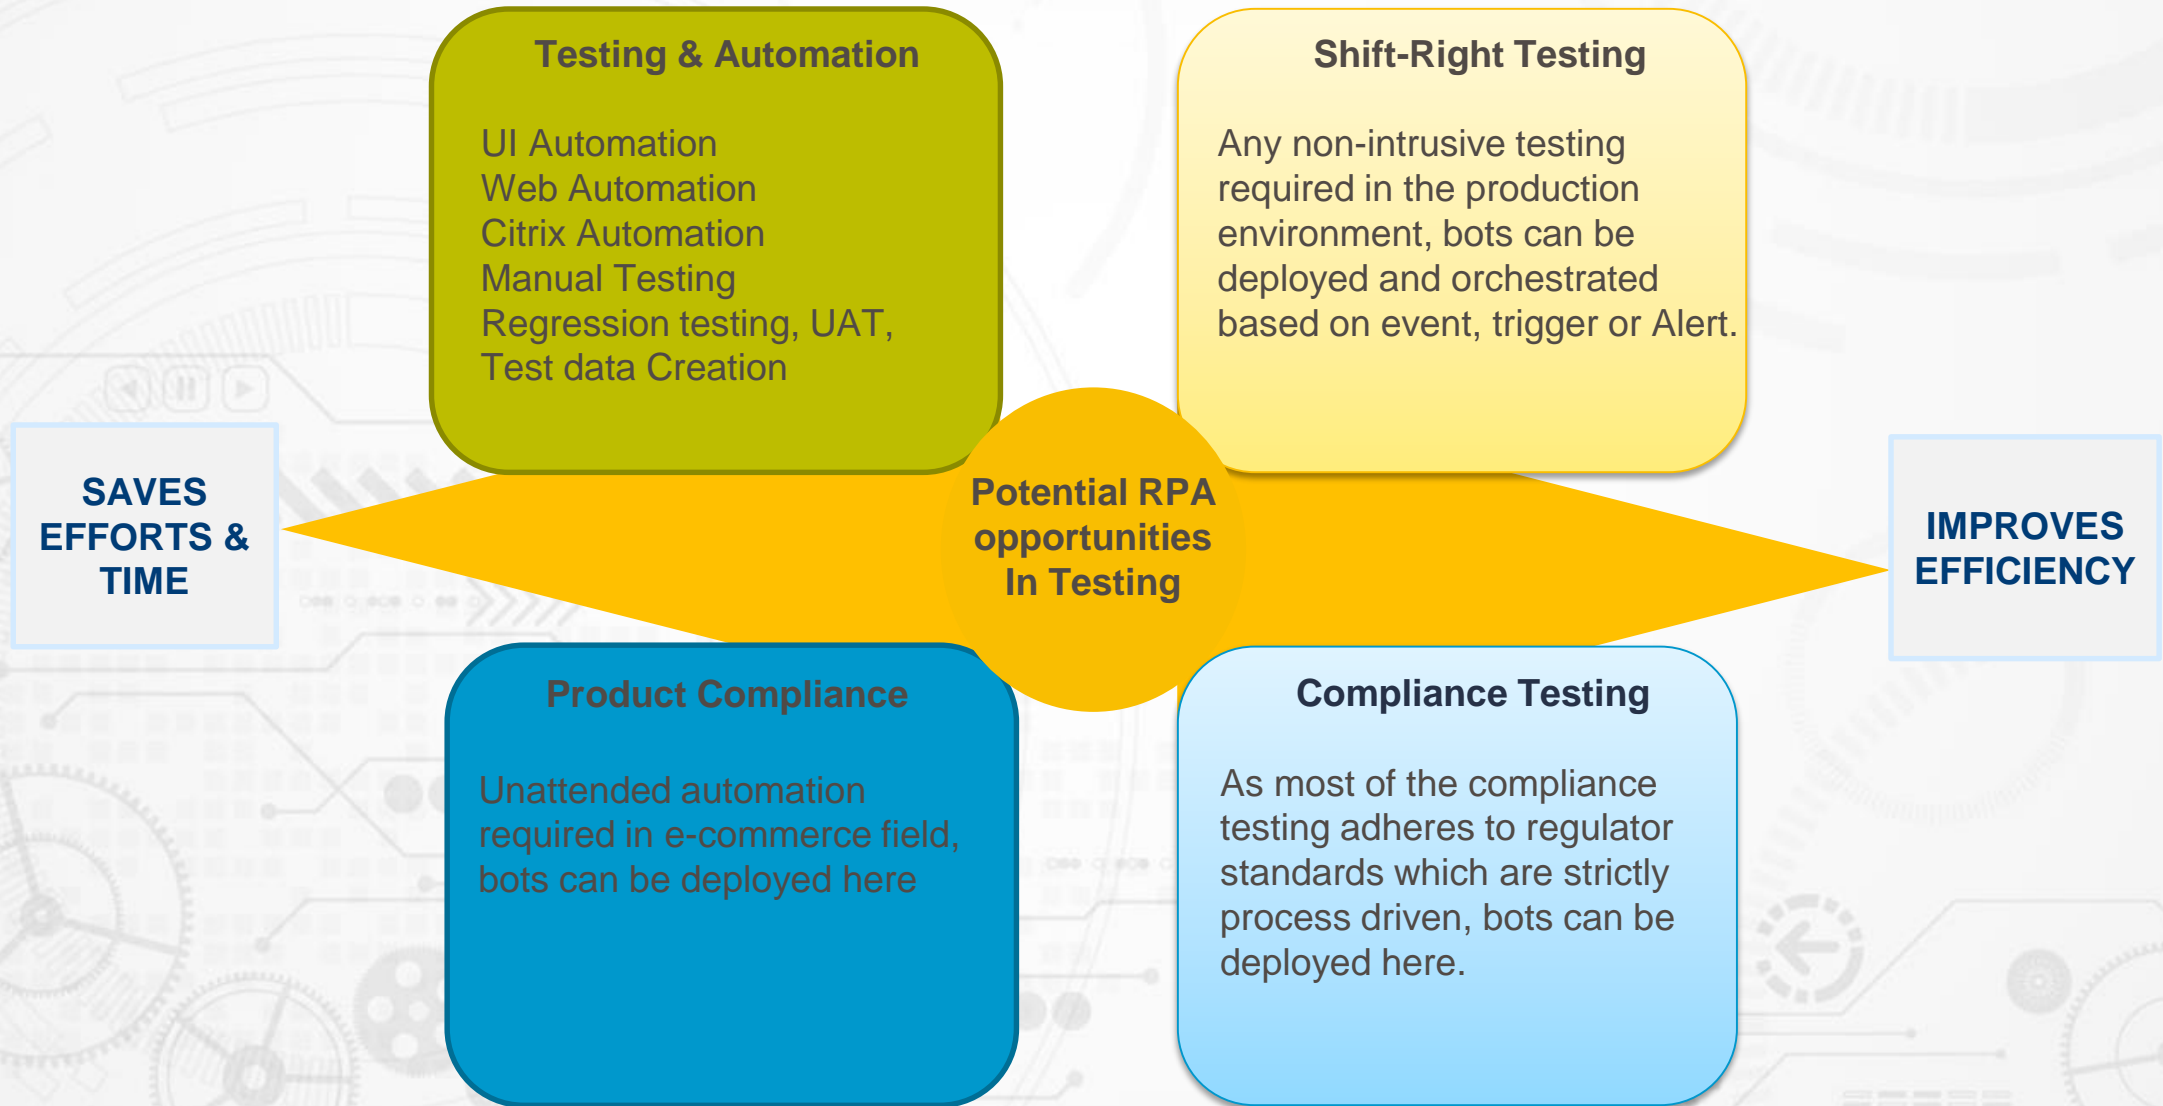 Testing & Automation
UI Automation
Web Automation
Citrix Automation
Manual Testing
Regression testing, UAT,
Test data Creation
Shift-Right Testing
Any non-intrusive testing
required in the production
environment, bots can be
deployed and orchestrated
based on event, trigger or Alert.
SAVES
EFFORTS &
TIME
Potential RPA
opportunities
In Testing
IMPROVES
EFFICIENCY
Product Compliance
Unattended automation
required in e-commerce field,
bots can be deployed here
Compliance Testing
As most of the compliance
testing adheres to regulator
standards which are strictly
process driven, bots can be
deployed here.